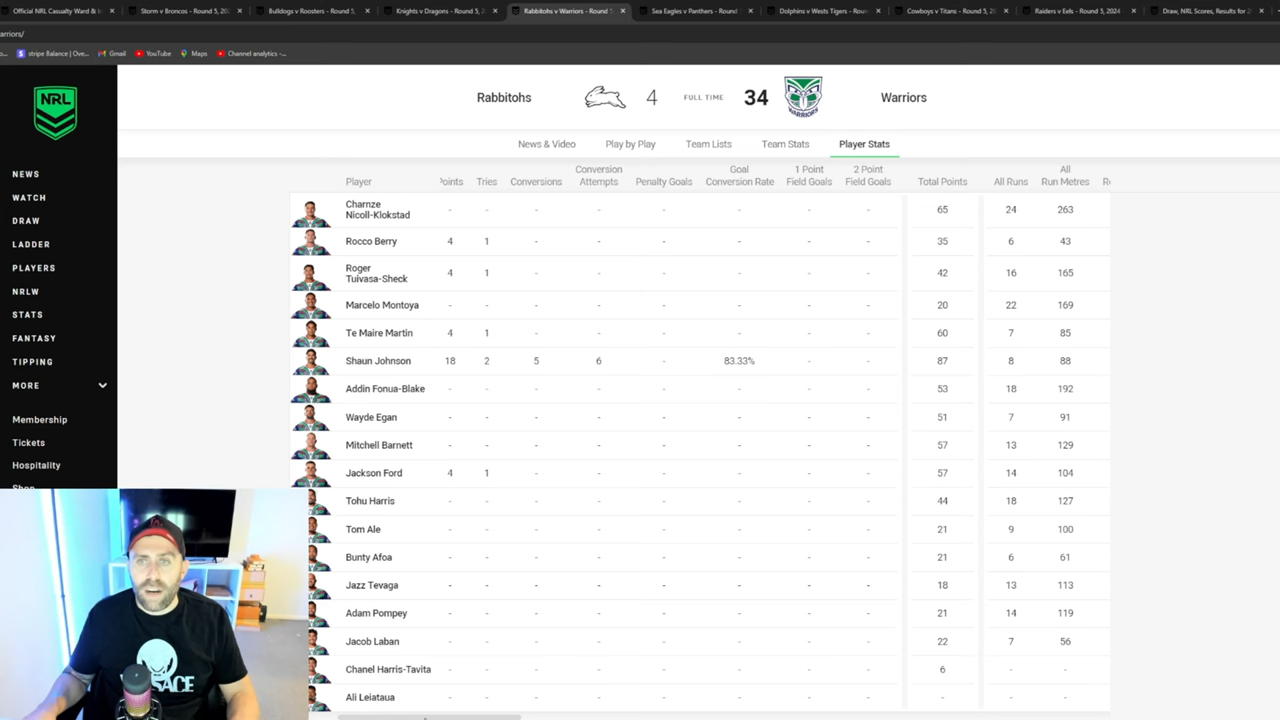 Official NRL Casualty Ward & In
Storm v Broncos - Round 5, 202
Bulldogs v Roosters - Round 5,
Knights v Dragons - Round 5, 2
Rabbitohs v Warriors - Round 5
Sea Eagles v Panthers - Round
Dolphins v Wests Tigers - Roun
Cowboys v Titans - Round 5, 20
Raiders v Eels - Round 5, 2024
Draw, NRL Scores, Results for 2
arriors/
stripe Balance | Ove...
Gmail
YouTube
Maps
Channel analytics -...
NRL
Rabbitohs 4 FULL TIME 34 Warriors
WARRIORS
News & Video Play by Play Team Lists Team Stats Player Stats
NEWS
WATCH
DRAW
LADDER
PLAYERS
NRLW
STATS
FANTASY
TIPPING
MORE
Membership
Tickets
Hospitality
Conversion Goal 1 Point 2 Point All
Player Points Tries Conversions Attempts Penalty Goals Conversion Rate Field Goals Field Goals Total Points All Runs Run Metres
Charnze
Nicoll-Klokstad - - - - - - - - 65 24 263
Rocco Berry 4 1 - - - - - - 35 6 43
Roger
Tuivasa-Sheck 4 1 - - - - - - 42 16 165
Marcelo Montoya - - - - - - - - 20 22 169
Te Maire Martin 4 1 - - - - - - 60 7 85
Shaun Johnson 18 2 5 6 - 83.33% - - 87 8 88
Addin Fonua-Blake - - - - - - - - 53 18 192
Wayde Egan - - - - - - - - 51 7 91
Mitchell Barnett - - - - - - - - 57 13 129
Jackson Ford 4 1 - - - - - - 57 14 104
Tohu Harris - - - - - - - - 44 18 127
Tom Ale - - - - - - - - 21 9 100
Bunty Afoa - - - - - - - - 21 6 61
Jazz Tevaga - - - - - - - - 18 13 113
Adam Pompey - - - - - - - - 21 14 119
Jacob Laban - - - - - - - - 22 7 56
Chanel Harris-Tavita - - - - - - - - 6 - -
Ali Leiataua - - - - - - - - - - -